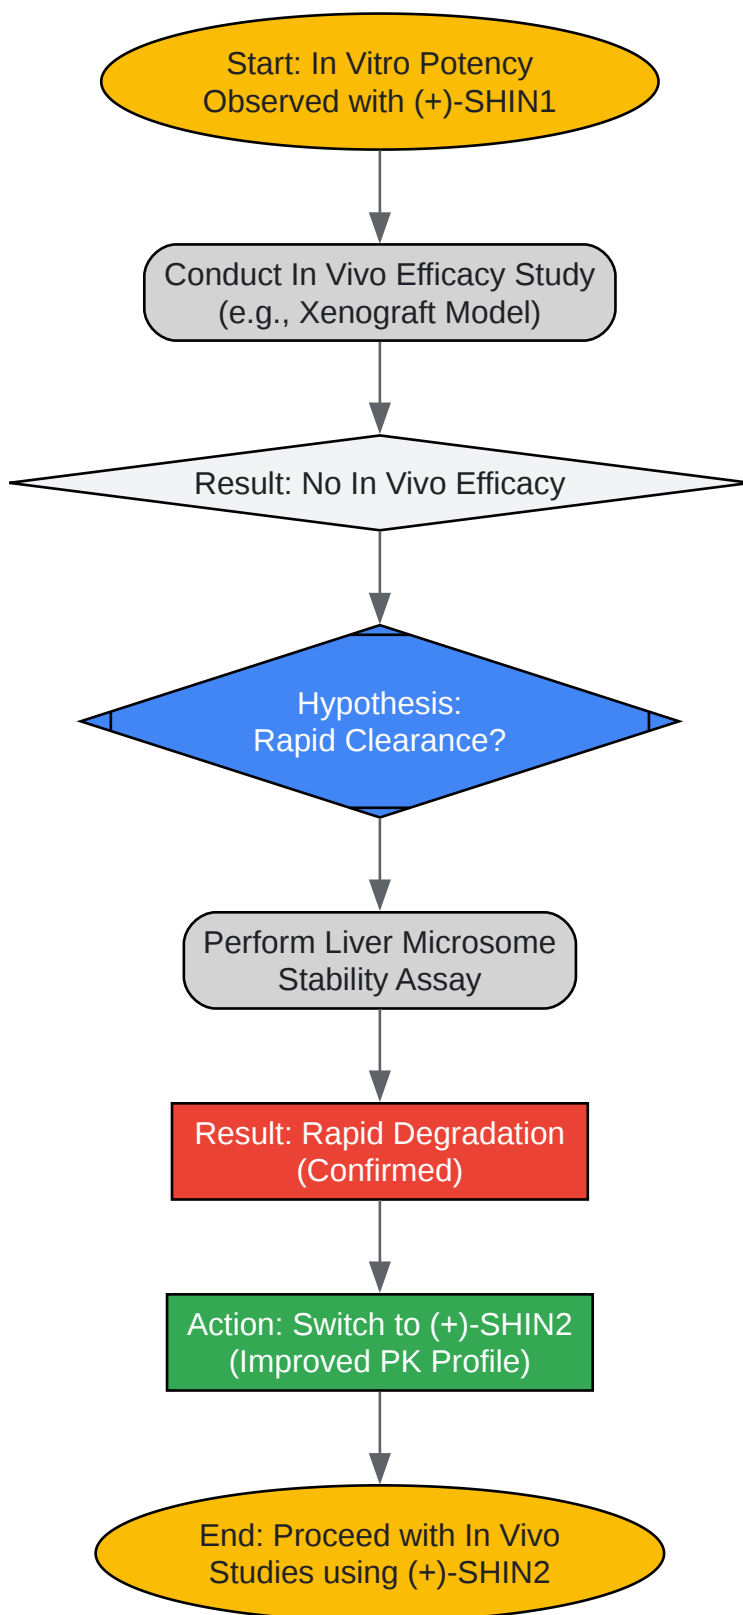 Start: In Vitro Potency
Observed with (+)-SHIN1
Conduct In Vivo Efficacy Study
(e.g., Xenograft Model)
Result: No In Vivo Efficacy
Hypothesis:
Rapid Clearance?
Perform Liver Microsome
Stability Assay
Result: Rapid Degradation
(Confirmed)
Action: Switch to (+)-SHIN2
(Improved PK Profile)
End: Proceed with In Vivo
Studies using (+)-SHIN2